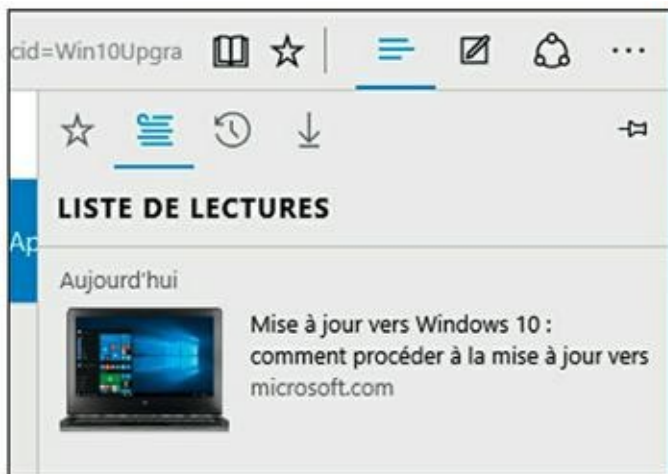 cid=Win10Upgra
LISTE DE LECTURES
Ap
Aujourd'hui
Mise à jour vers Windows 10 :
comment procéder à la mise à jour vers
microsoft.com